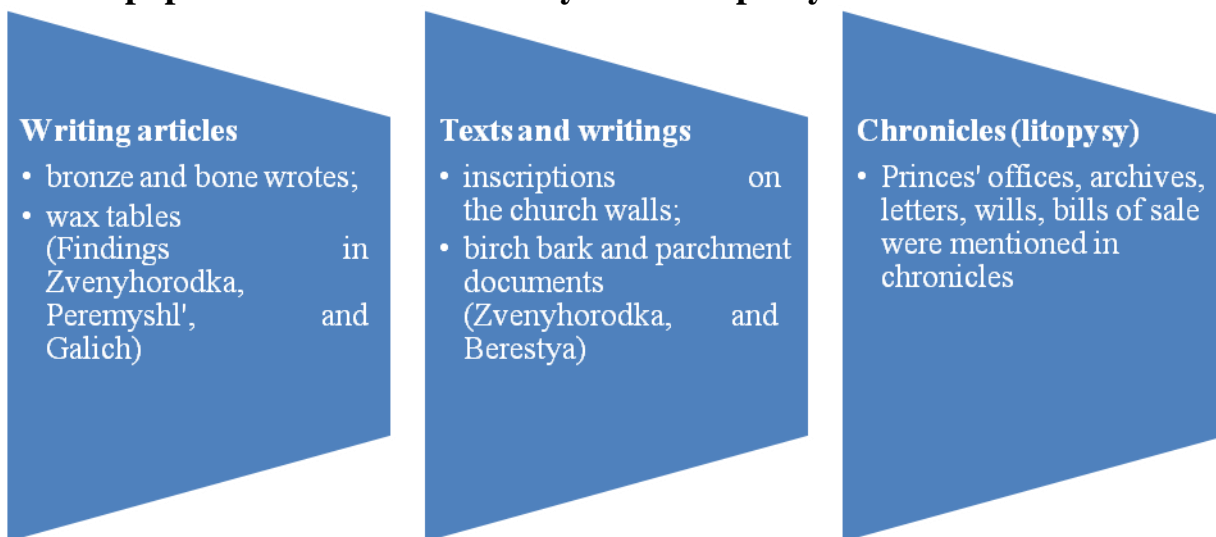 Writing articles
• bronze and bone wrotes;
• wax tables
(Findings in
Zvenyhorodka,
Peremyshl', and
Galich)
Texts and writings
• inscriptions on
the church walls;
• birch bark and parchment
documents
(Zvenyhorodka, and
Berestya)
Chronicles (litopysy)
• Princes' offices, archives,
letters, wills, bills of sale
were mentioned in
chronicles